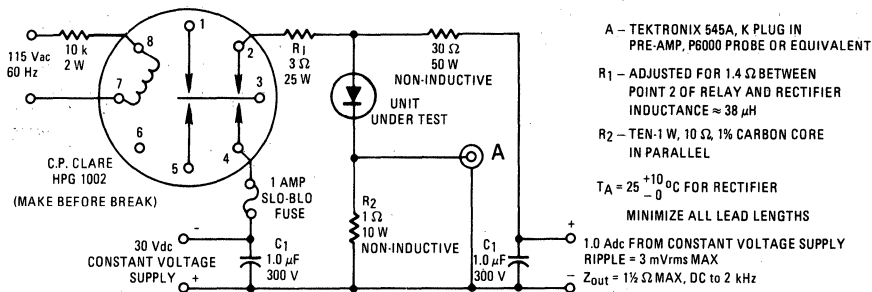 115 Vac
60 Hz
10 k
2 W
8
7
6
1
2
3
4
5
C.P. CLARE
HPG 1002
(MAKE BEFORE BREAK)
R1
3 Ω
25 W
30 Ω
50 W
NON-INDUCTIVE
UNIT
UNDER TEST
A
1 AMP
SLO-BLO
FUSE
R2
1 Ω
10 W
NON-INDUCTIVE
-
30 Vdc
CONSTANT VOLTAGE
SUPPLY
+
C1
1.0 μF
300 V
C1
1.0 μF
300 V
A – TEKTRONIX 545A, K PLUG IN
PRE-AMP, P6000 PROBE OR EQUIVALENT
R1 – ADJUSTED FOR 1.4 Ω BETWEEN
POINT 2 OF RELAY AND RECTIFIER
INDUCTANCE ≈ 38 μH
R2 – TEN-1 W, 10 Ω, 1% CARBON CORE
IN PARALLEL
TA = 25 +10 -0 °C FOR RECTIFIER
MINIMIZE ALL LEAD LENGTHS
+
1.0 Adc FROM CONSTANT VOLTAGE SUPPLY
RIPPLE = 3 mVrms MAX
- Zout = 1½ Ω MAX, DC to 2 kHz